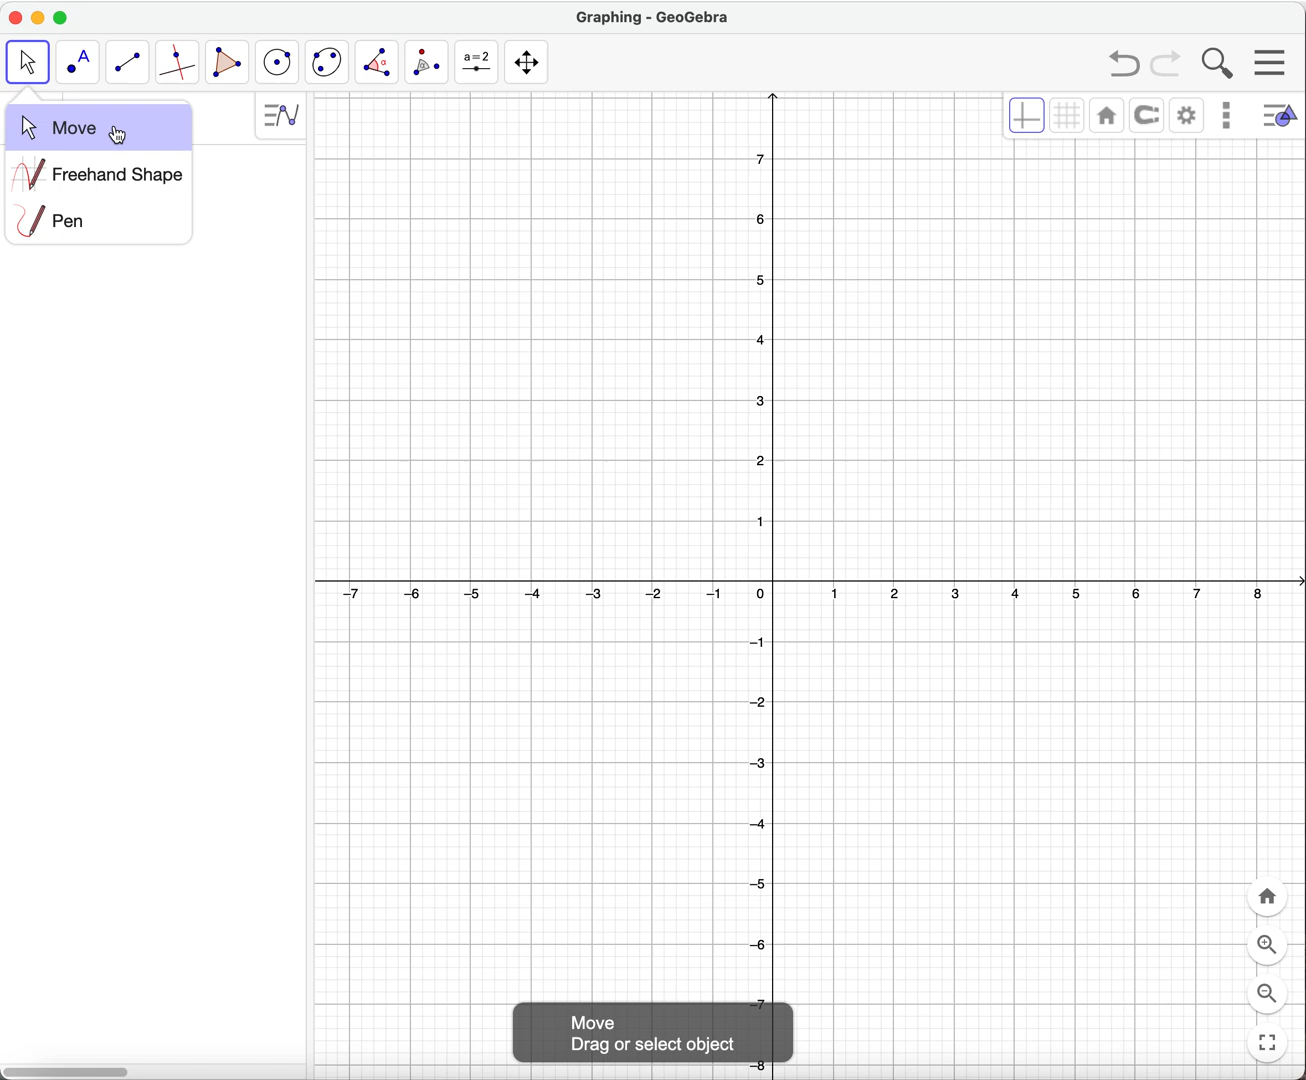 Graphing - GeoGebra
A
α
a=2
Move
Freehand Shape
Pen
7
6
5
4
3
2
1
-7 -6 -5 -4 -3 -2 -1 0 1 2 3 4 5 6 7 8
-1
-2
-3
-4
-5
-6
-7
-8
Move
Drag or select object